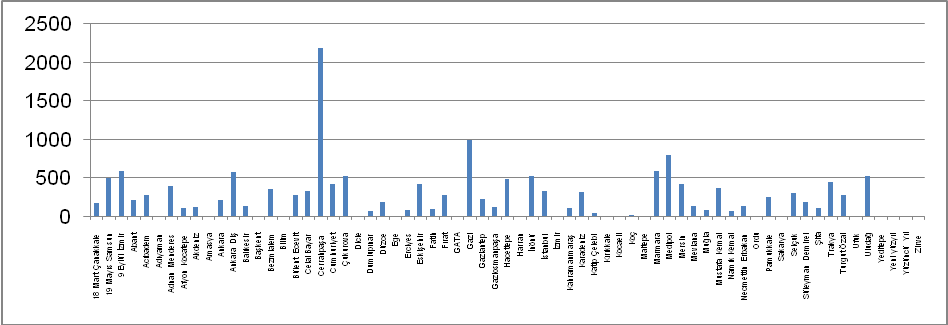 2500
2000
1500
1000
500
0
18 Mart Çanakkale
19 Mayıs Samsun
9 Eylül İzmir
Abant
Acıbadem
Adıyaman
Adnan Menderes
Afyon Kocatepe
Akdeniz
Amasya
Ankara
Ankara Dış
Balıkesir
Başkent
Bezmialem
Bilim
Bülent Ecevit
Celal Bayar
Cerrahpaşa
Cumhuriyet
Çukurova
Dicle
Dumlupınar
Düzce
Ege
Erciyes
Eskişehir
Fatih
Fırat
GATA
Gazi
Gaziantep
Gaziosmanpaşa
Hacettepe
Harran
İnönü
İstanbul
İzmir
Kahramanmaraş
Karadeniz
Katip Çelebi
Kırıkkale
Kocaeli
Koç
Maltepe
Marmara
Medipol
Mersin
Mevlana
Muğla
Mustafa Kemal
Namık Kemal
Necmettin Erbakan
Ordu
Pamukkale
Sakarya
Selçuk
Süleyman Demirel
Şifa
Trakya
Turgut Özal
Ufuk
Uludağ
Yeditepe
Yeni Yüzyıl
Yüzüncü Yıl
Zirve